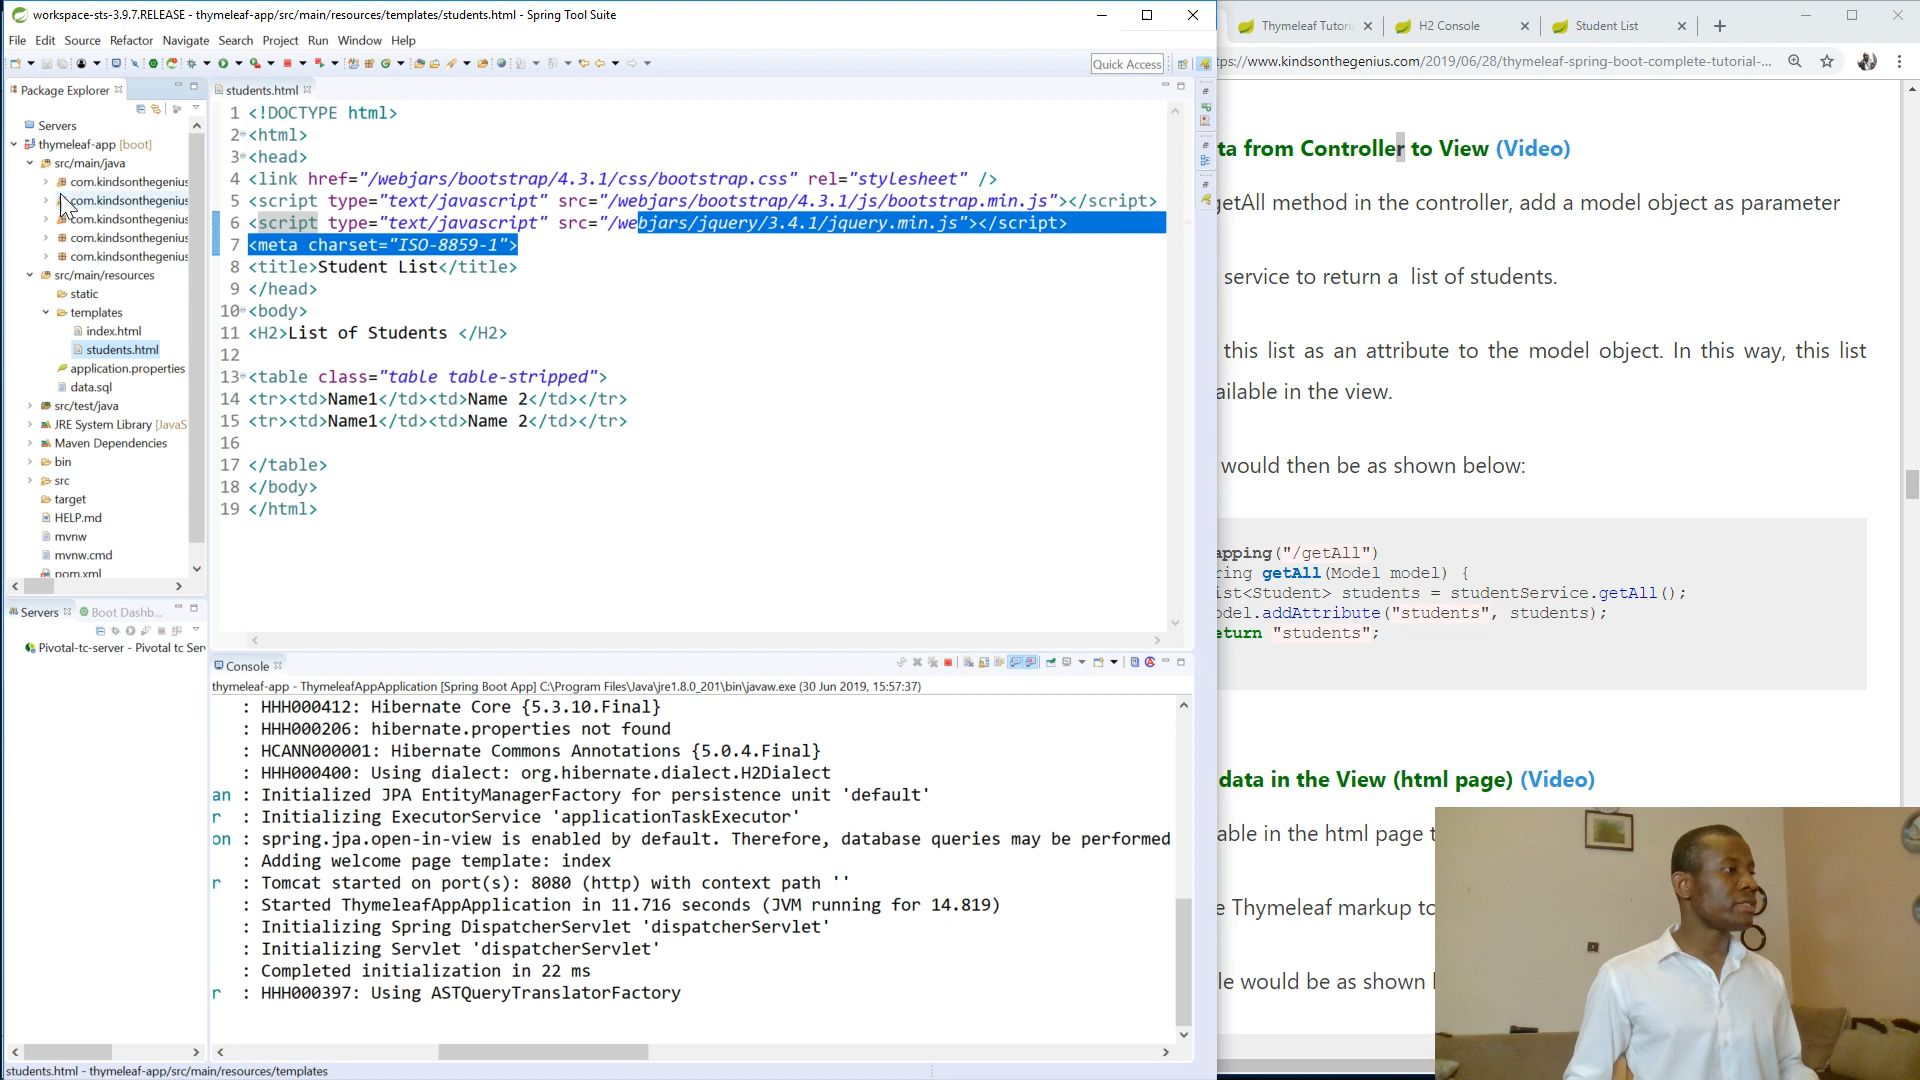 workspace-sts-3.9.7.RELEASE - thymeleaf-app/src/main/resources/templates/students.html - Spring Tool Suite
File Edit Source Refactor Navigate Search Project Run Window Help
Quick Access
Package Explorer
Servers
thymeleaf-app [boot]
src/main/java
com.kindsonthegenius
com.kindsonthegenius
com.kindsonthegenius
com.kindsonthegenius
com.kindsonthegenius
src/main/resources
static
templates
index.html
students.html
application.properties
data.sql
src/test/java
JRE System Library [JavaS
Maven Dependencies
bin
src
target
HELP.md
mvnw
mvnw.cmd
pom.xml
Servers Boot Dashb...
Pivotal-tc-server - Pivotal tc Ser
students.html
1 <!DOCTYPE html>
2 <html>
3 <head>
4 <link href="/webjars/bootstrap/4.3.1/css/bootstrap.css" rel="stylesheet" />
5 <script type="text/javascript" src="/webjars/bootstrap/4.3.1/js/bootstrap.min.js"></script>
6 <script type="text/javascript" src="/webjars/jquery/3.4.1/jquery.min.js"></script>
7 <meta charset="ISO-8859-1">
8 <title>Student List</title>
9 </head>
10 <body>
11 <H2>List of Students </H2>
12
13 <table class="table table-stripped">
14 <tr><td>Name1</td><td>Name 2</td></tr>
15 <tr><td>Name1</td><td>Name 2</td></tr>
16
17 </table>
18 </body>
19 </html>
Console
thymeleaf-app - ThymeleafAppApplication [Spring Boot App] C:\Program Files\Java\jre1.8.0_201\bin\javaw.exe (30 Jun 2019, 15:57:37)
: HHH000412: Hibernate Core {5.3.10.Final}
: HHH000206: hibernate.properties not found
: HCANN000001: Hibernate Commons Annotations {5.0.4.Final}
: HHH000400: Using dialect: org.hibernate.dialect.H2Dialect
an : Initialized JPA EntityManagerFactory for persistence unit 'default'
r : Initializing ExecutorService 'applicationTaskExecutor'
on : spring.jpa.open-in-view is enabled by default. Therefore, database queries may be performed
: Adding welcome page template: index
r : Tomcat started on port(s): 8080 (http) with context path ''
: Started ThymeleafAppApplication in 11.716 seconds (JVM running for 14.819)
: Initializing Spring DispatcherServlet 'dispatcherServlet'
: Initializing Servlet 'dispatcherServlet'
: Completed initialization in 22 ms
r : HHH000397: Using ASTQueryTranslatorFactory
students.html - thymeleaf-app/src/main/resources/templates
Thymeleaf Tutoria H2 Console Student List
ps://www.kindsonthegenius.com/2019/06/28/thymeleaf-spring-boot-complete-tutorial-...
ta from Controller to View (Video)
getAll method in the controller, add a model object as parameter
service to return a list of students.
this list as an attribute to the model object. In this way, this list
ailable in the view.
would then be as shown below:
apping("/getAll")
ring getAll(Model model) {
ist<Student> students = studentService.getAll();
odel.addAttribute("students", students);
eturn "students";
data in the View (html page) (Video)
able in the html page t
e Thymeleaf markup to
le would be as shown